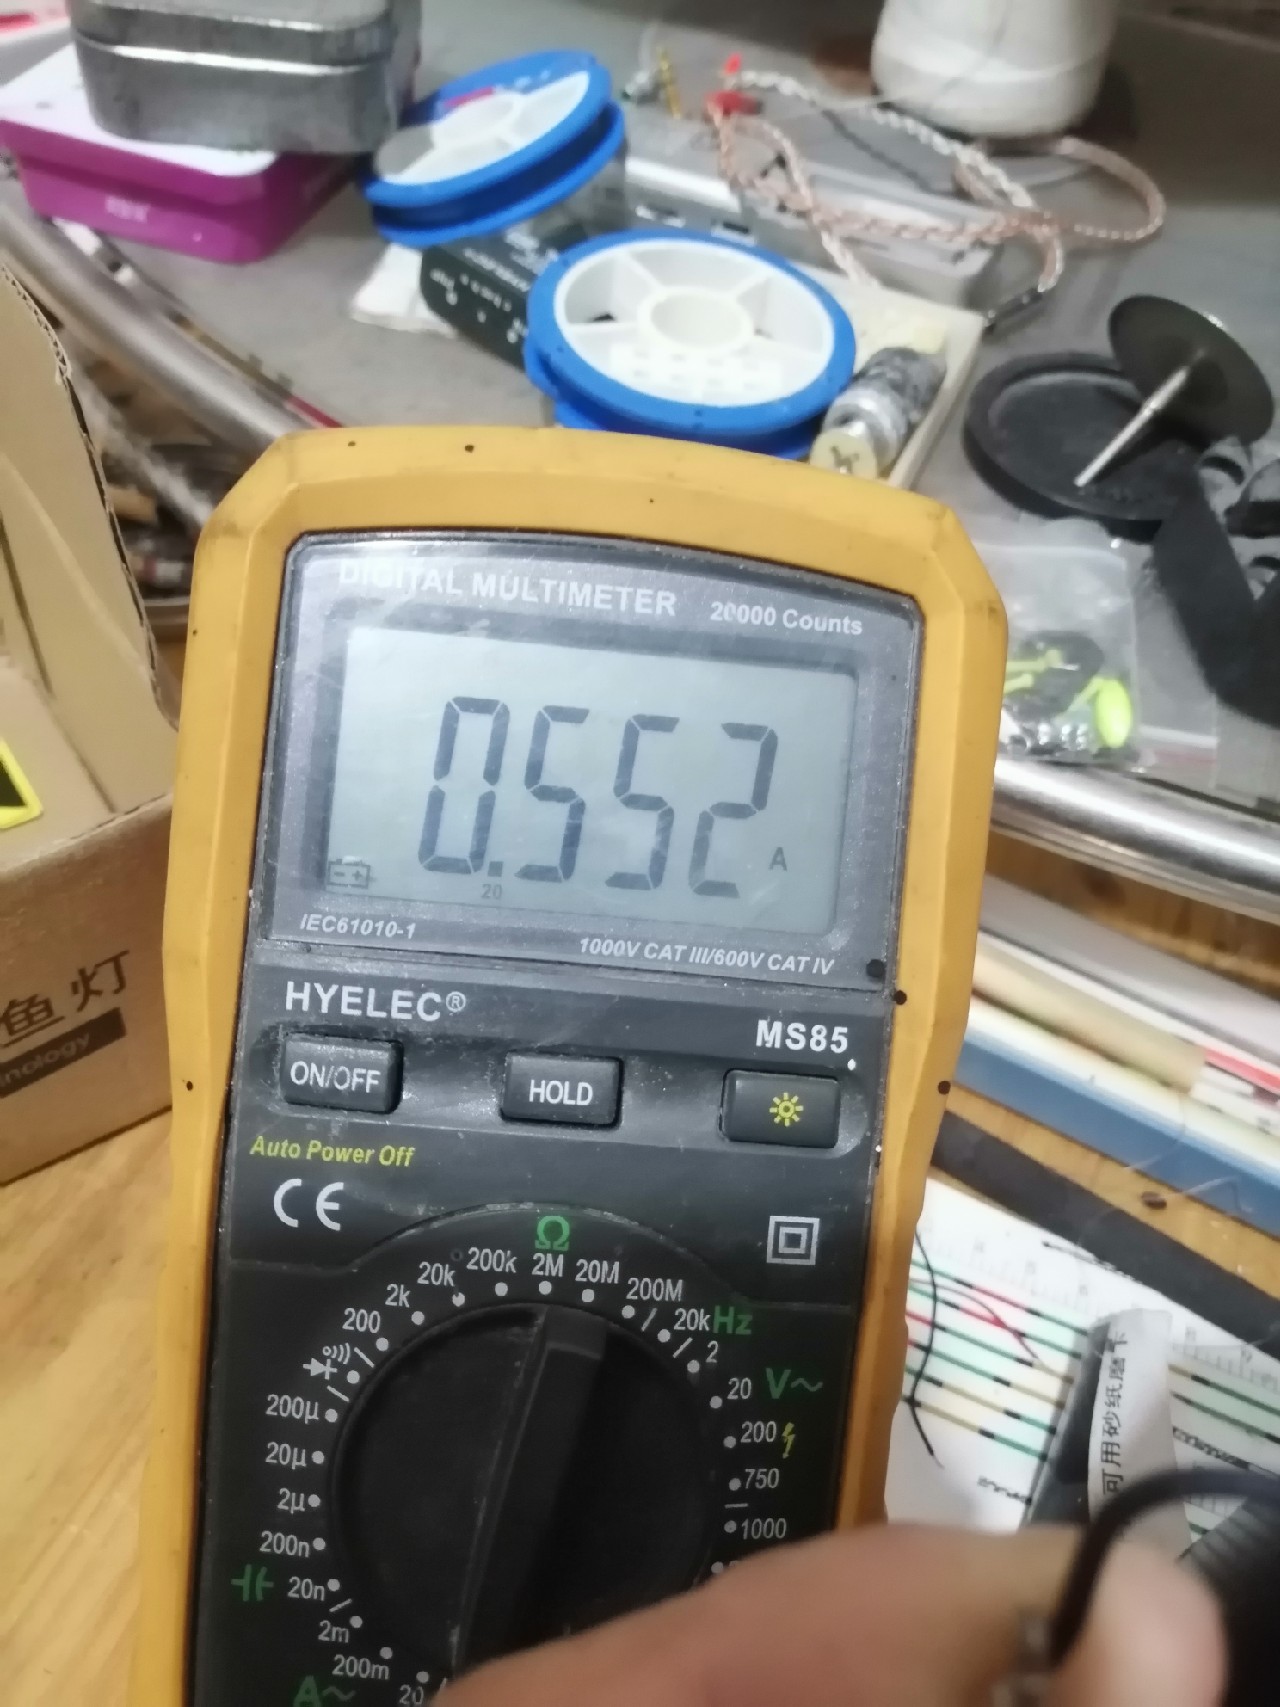 DIGITAL MULTIMETER
20000 Counts
0.552
A
20
IEC61010-1
1000V CAT III/600V CAT IV
HYELEC®
MS85
ON/OFF
HOLD
Auto Power Off
CE
Ω
200k
2M
20M
20k
200M
2k
20k
Hz
200
2
20
V~
200µ
200
20µ
750
2µ
1000
200n
20n
2m
200m
20
A~
鱼灯
nology
可用砂纸磨